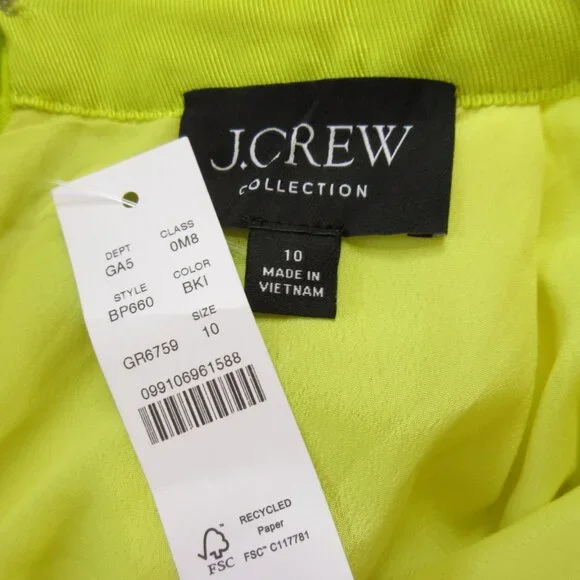 J.CREW
COLLECTION
10
MADE IN
VIETNAM
DEPT CLASS
GA5 0M8
STYLE COLOR
BP660 BKI
SIZE
GR6759 10
099106961588
RECYCLED
Paper
FSC™ C117781
FSC